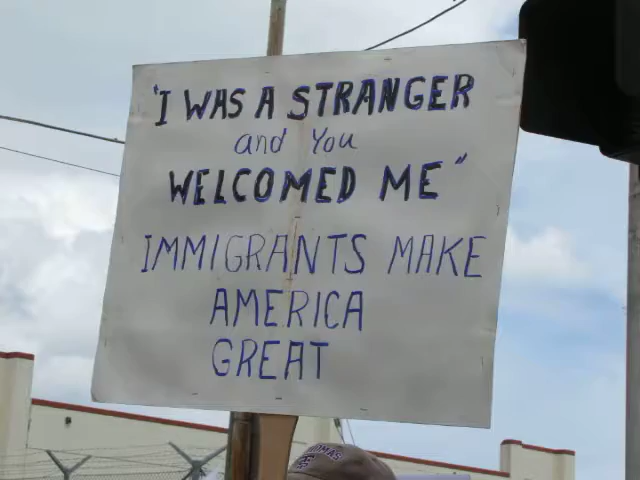 "I WAS A STRANGER
and You
WELCOMED ME"
IMMIGRANTS MAKE
AMERICA
GREAT